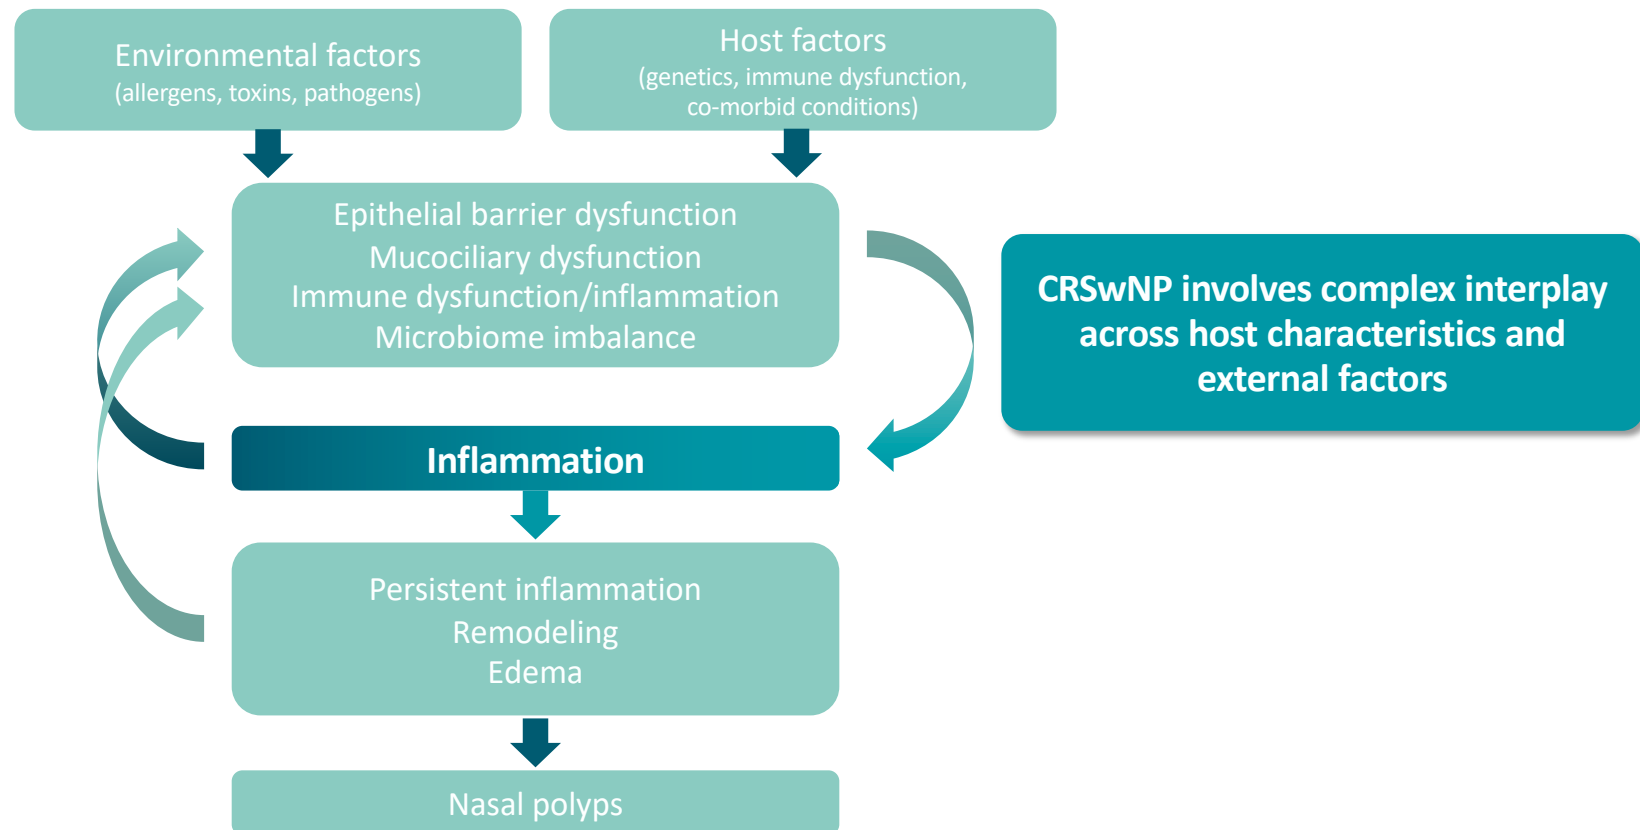 Environmental factors
(allergens, toxins, pathogens)
Host factors
(genetics, immune dysfunction,
co-morbid conditions)
Epithelial barrier dysfunction
Mucociliary dysfunction
Immune dysfunction/inflammation
Microbiome imbalance
CRSwNP involves complex interplay
across host characteristics and
external factors
Inflammation
Persistent inflammation
Remodeling
Edema
Nasal polyps